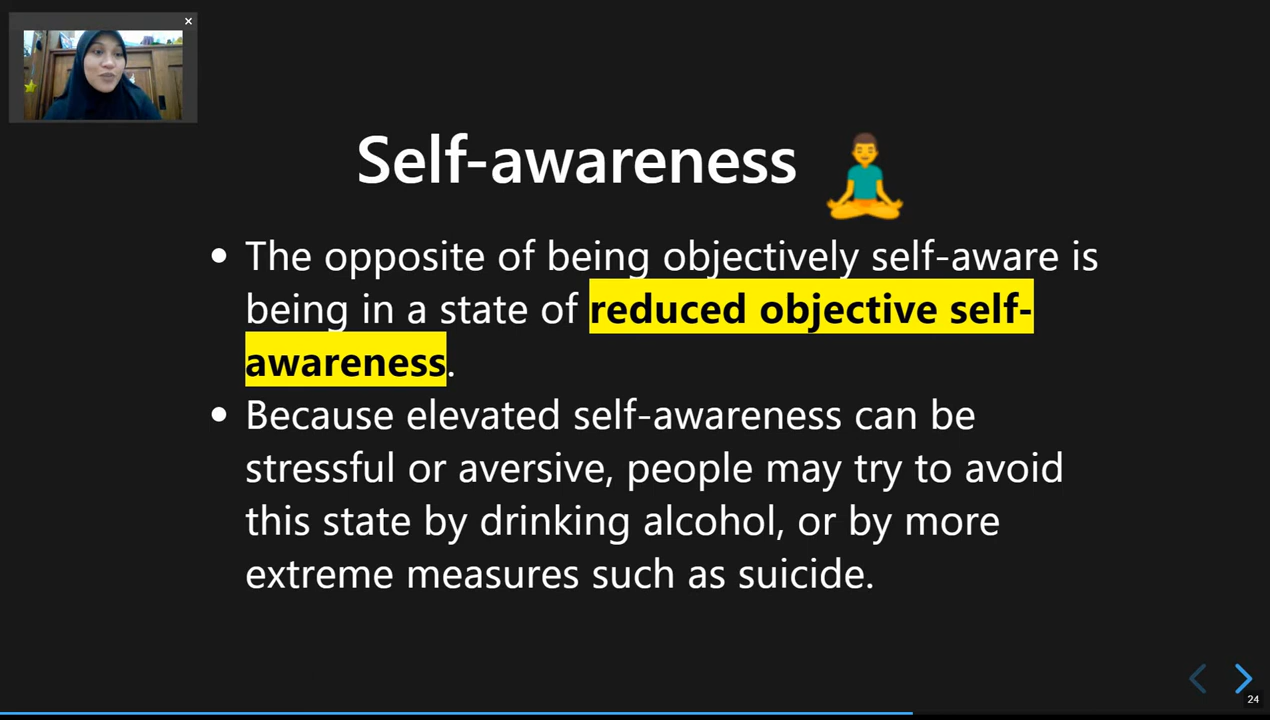 Self-awareness
• The opposite of being objectively self-aware is
being in a state of reduced objective self-
awareness.
• Because elevated self-awareness can be
stressful or aversive, people may try to avoid
this state by drinking alcohol, or by more
extreme measures such as suicide.
24